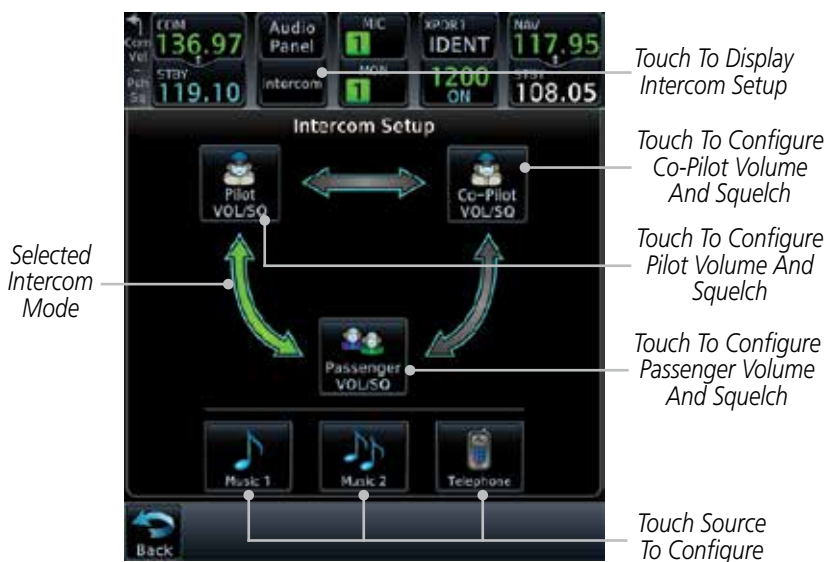 COM
136.97
STBY
119.10
Com
Vol
Psh
Sq
Audio
Panel
Intercom
MIC
1
MON
1
XPDR1
IDENT
1200
ON
NAV
117.95
STBY
108.05
Intercom Setup
Pilot
VOL/SQ
Co-Pilot
VOL/SQ
Passenger
VOL/SQ
Music 1
Music 2
Telephone
Back
Selected
Intercom
Mode
Touch To Display
Intercom Setup
Touch To Configure
Co-Pilot Volume
And Squelch
Touch To Configure
Pilot Volume And
Squelch
Touch To Configure
Passenger Volume
And Squelch
Touch Source
To Configure